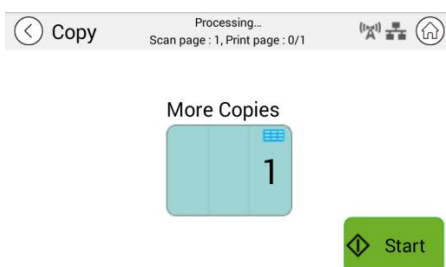 Copy
Processing...
Scan page : 1, Print page : 0/1
More Copies
1
Start